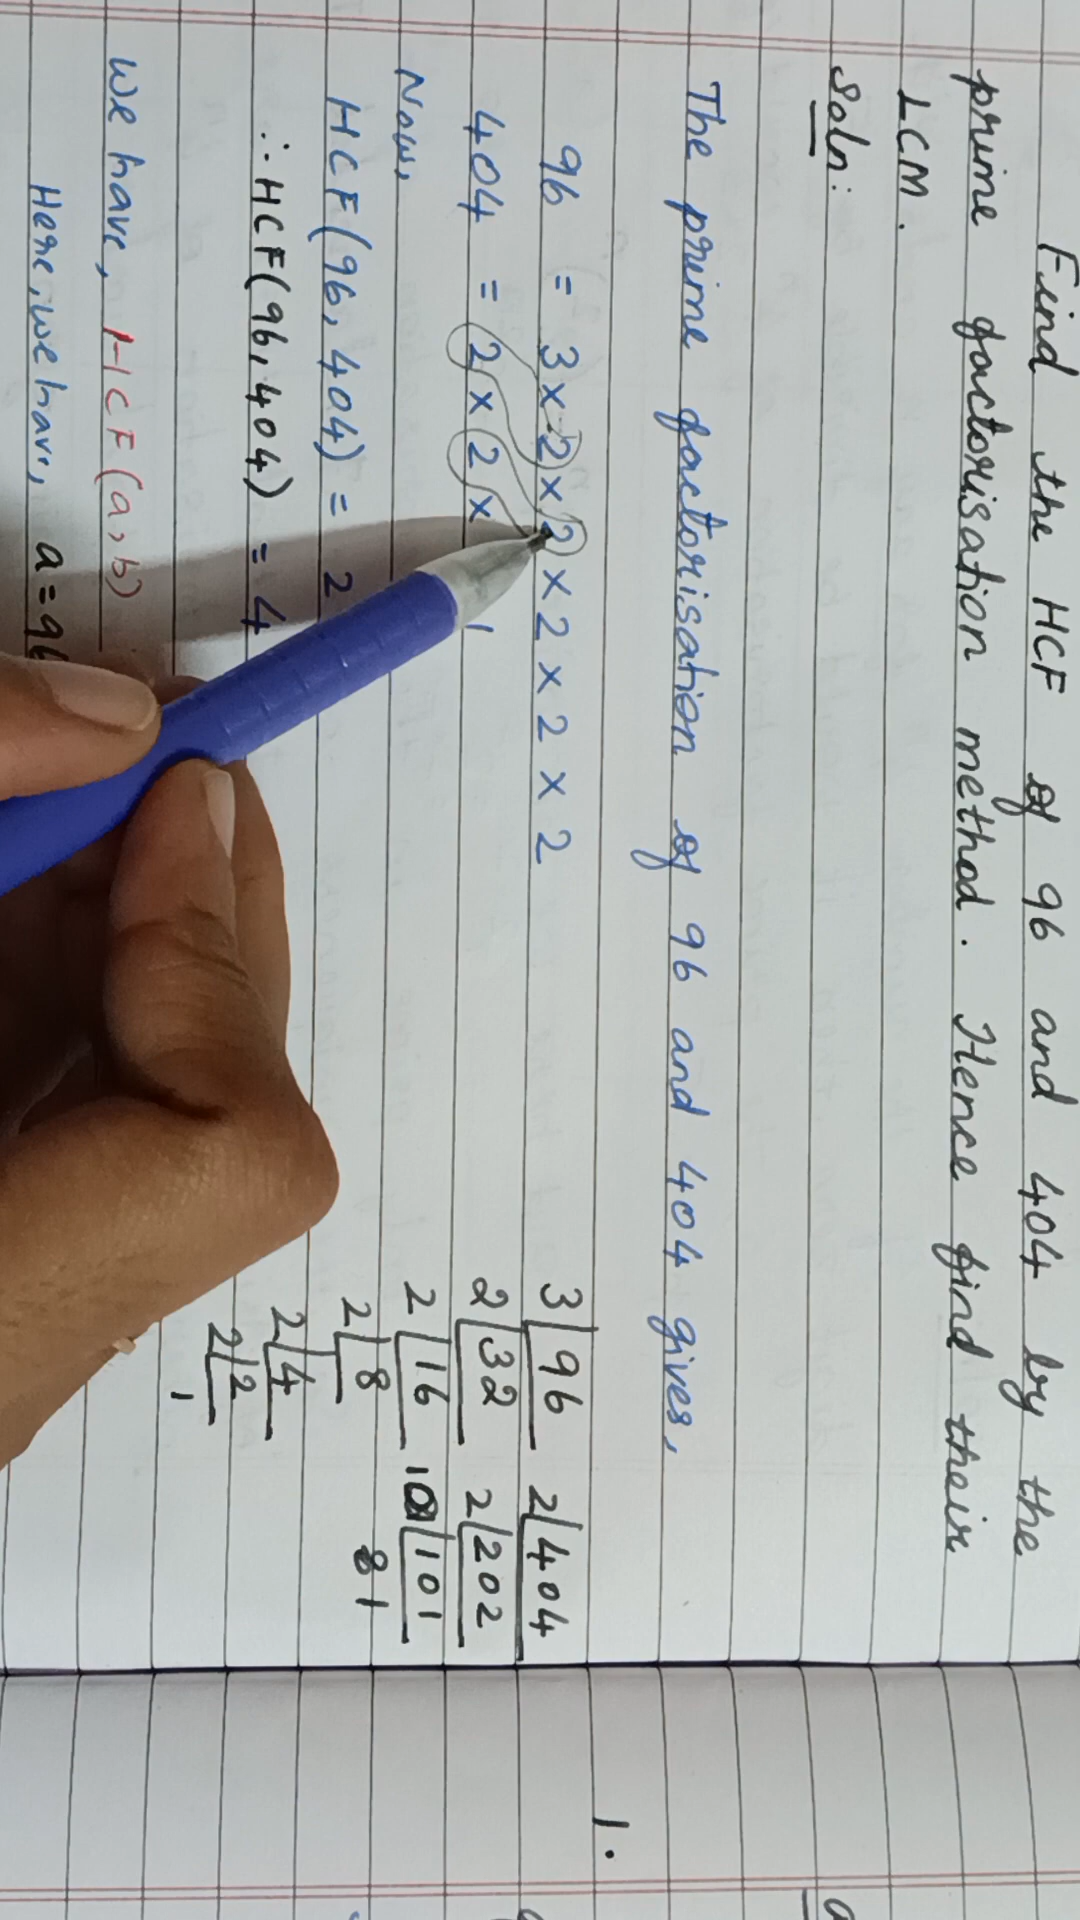 Find the HCF of 96 and 404 by the
prime factorisation method. Hence find their
LCM.
Soln:
The prime factorisation of 96 and 404 gives,
96 = 3 x 2 x 2 x 2 x 2 x 2
404 = 2 x 2 x 1
Now,
HCF(96, 404) = 2
∴ HCF(96, 404) = 4
We have, HCF(a, b)
Here, we have, a = 96
3 96
2 32
2 16
2 8
2 4
2 2
1
2 404
2 202
101 101
1
1.